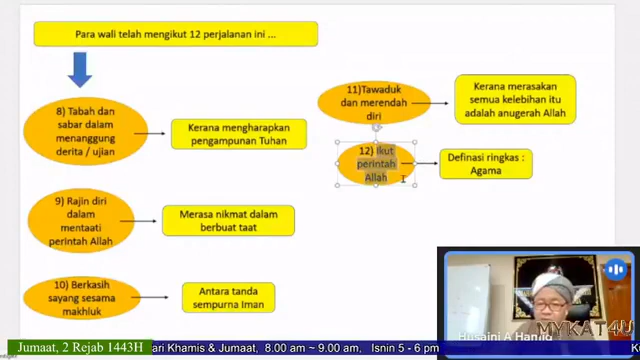 Para wali telah mengikut 12 perjalanan ini ...
8) Tabah dan
sabar dalam
menanggung
derita / ujian
Kerana mengharapkan
pengampunan Tuhan
9) Rajin diri
dalam
mentaati
perintah Allah
Merasa nikmat dalam
berbuat taat
10) Berkasih
sayang sesama
makhluk
Antara tanda
sempurna Iman
11)Tawaduk
dan merendah
diri
Kerana merasakan
semua kelebihan itu
adalah anugerah Allah
12) Ikut
perintah
Allah
Definasi ringkas :
Agama
Husaini A Hamid
MYKAT4U
Jumaat, 2 Rejab 1443H
ari Khamis & Jumaat, 8.00 am ~ 9.00 am, Isnin 5 - 6 pm
K